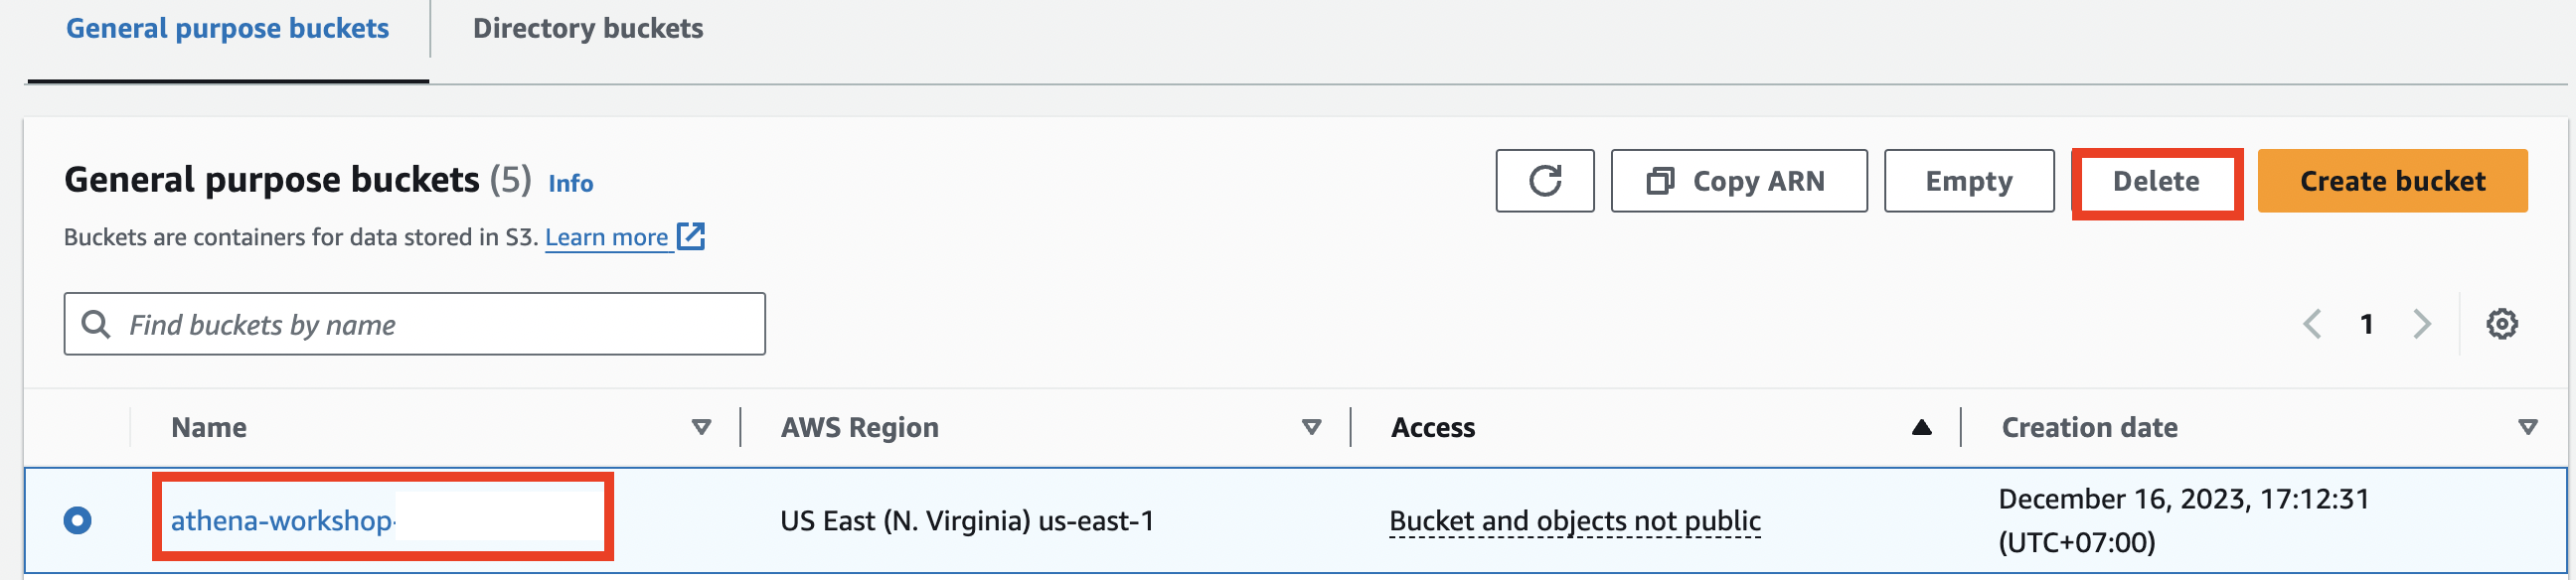 General purpose buckets
Directory buckets
General purpose buckets (5) Info
Copy ARN
Empty
Delete
Create bucket
Buckets are containers for data stored in S3. Learn more
Find buckets by name
1
Name
AWS Region
Access
Creation date
athena-workshop-
US East (N. Virginia) us-east-1
Bucket and objects not public
December 16, 2023, 17:12:31
(UTC+07:00)